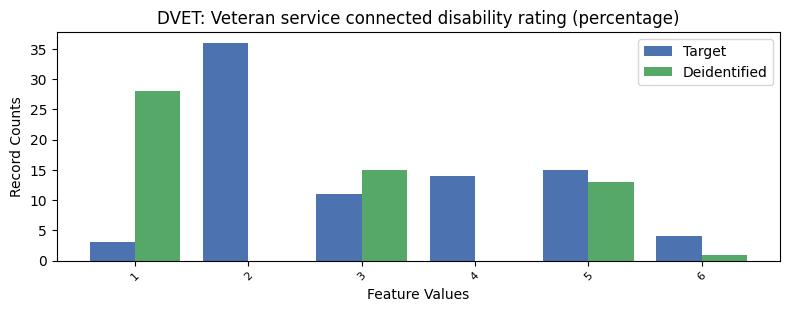 DVET: Veteran service connected disability rating (percentage)
Target
Deidentified
Record Counts
35
30
25
20
15
10
5
0
1 2 3 4 5 6
Feature Values